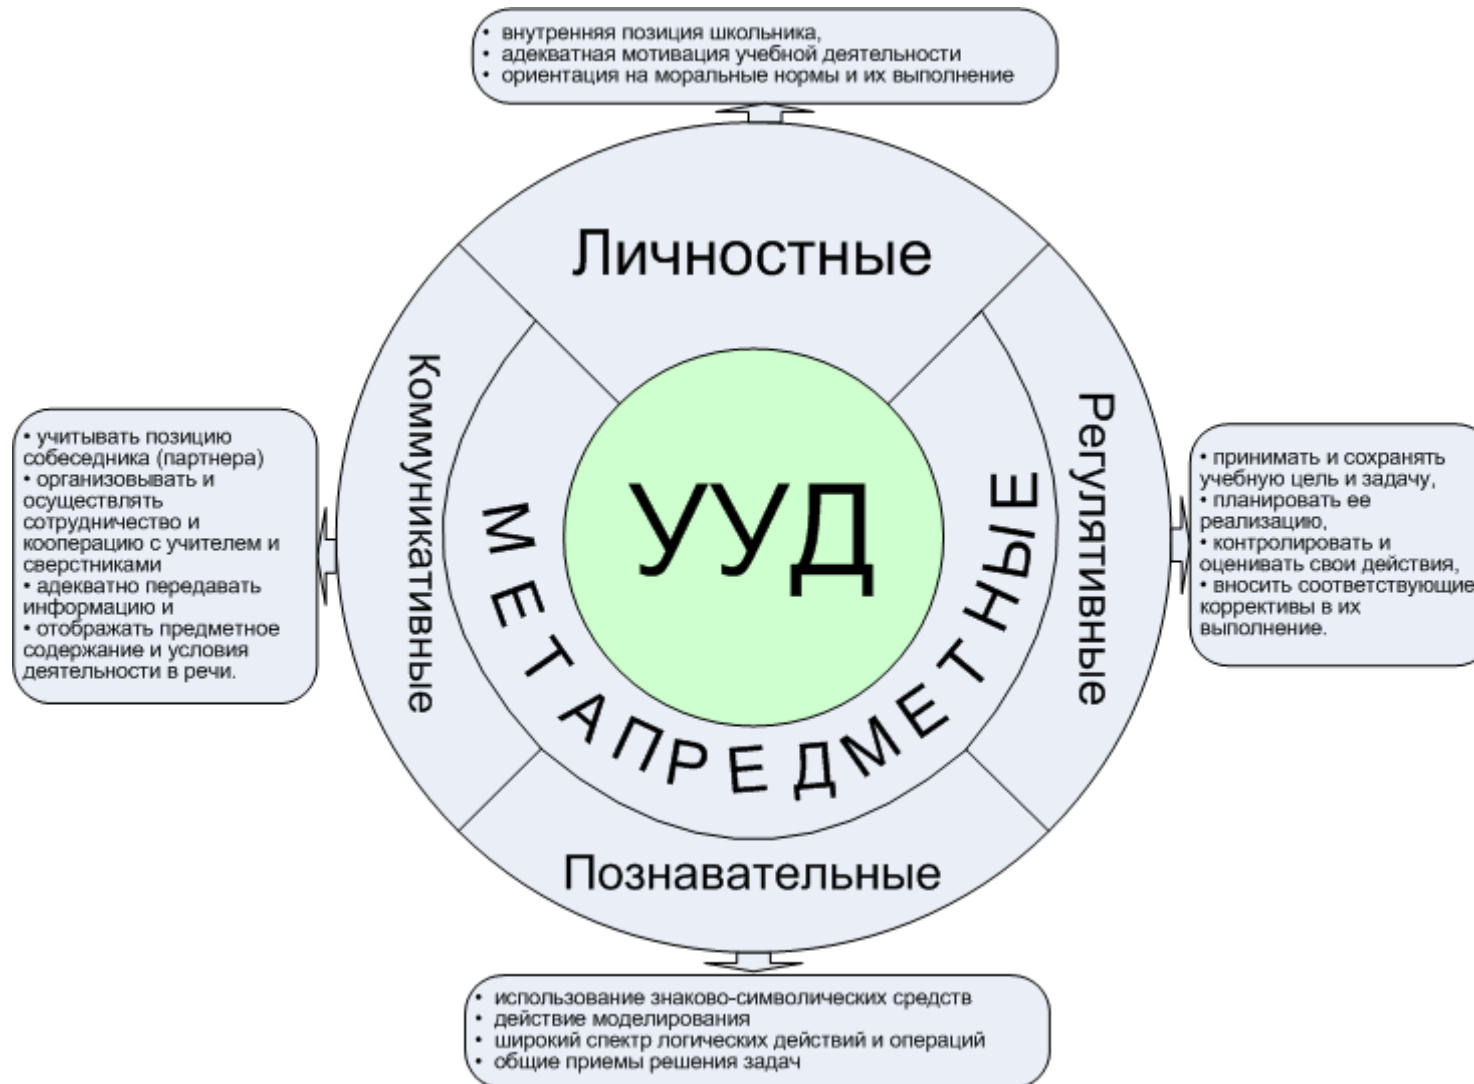 • внутренняя позиция школьника,
• адекватная мотивация учебной деятельности
• ориентация на моральные нормы и их выполнение
Личностные
Коммуникативные
• учитывать позицию
собеседника (партнера)
• организовывать и
осуществлять
сотрудничество и
кооперацию с учителем и
сверстниками
• адекватно передавать
информацию и
• отображать предметное
содержание и условия
деятельности в речи.
УУД
МЕТАПРЕДМЕТНЫЕ
Регулятивные
• принимать и сохранять
учебную цель и задачу,
• планировать ее
реализацию,
• контролировать и
оценивать свои действия,
• вносить соответствующие
коррективы в их
выполнение.
Познавательные
• использование знаково-символических средств
• действие моделирования
• широкий спектр логических действий и операций
• общие приемы решения задач